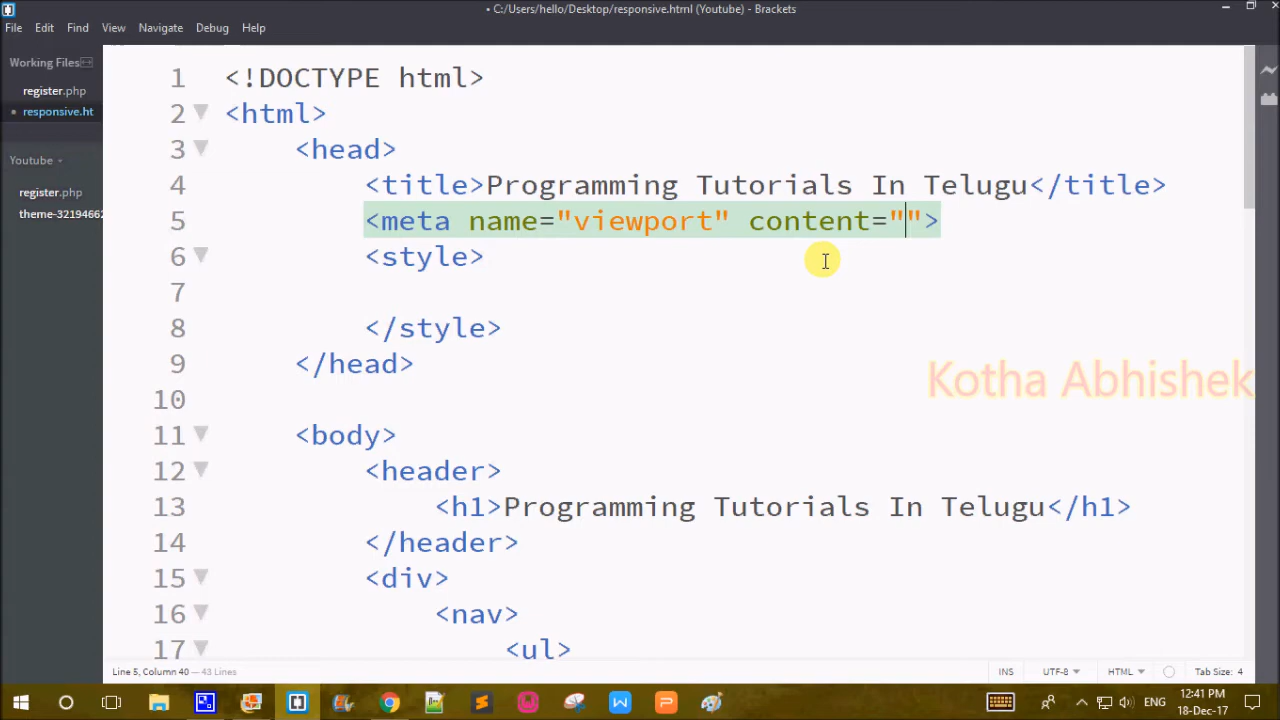 • C:/Users/hello/Desktop/responsive.html (Youtube) - Brackets
File Edit Find View Navigate Debug Help
Working Files
register.php
• responsive.ht
Youtube
register.php
theme-32194662
1 <!DOCTYPE html>
2 <html>
3 <head>
4 <title>Programming Tutorials In Telugu</title>
5 <meta name="viewport" content="">
6 <style>
7
8 </style>
9 </head>
10
11 <body>
12 <header>
13 <h1>Programming Tutorials In Telugu</h1>
14 </header>
15 <div>
16 <nav>
17 <ul>
Kotha Abhishek
Line 5, Column 40 — 43 Lines
INS UTF-8 HTML Tab Size: 4
ENG 12:41 PM
18-Dec-17